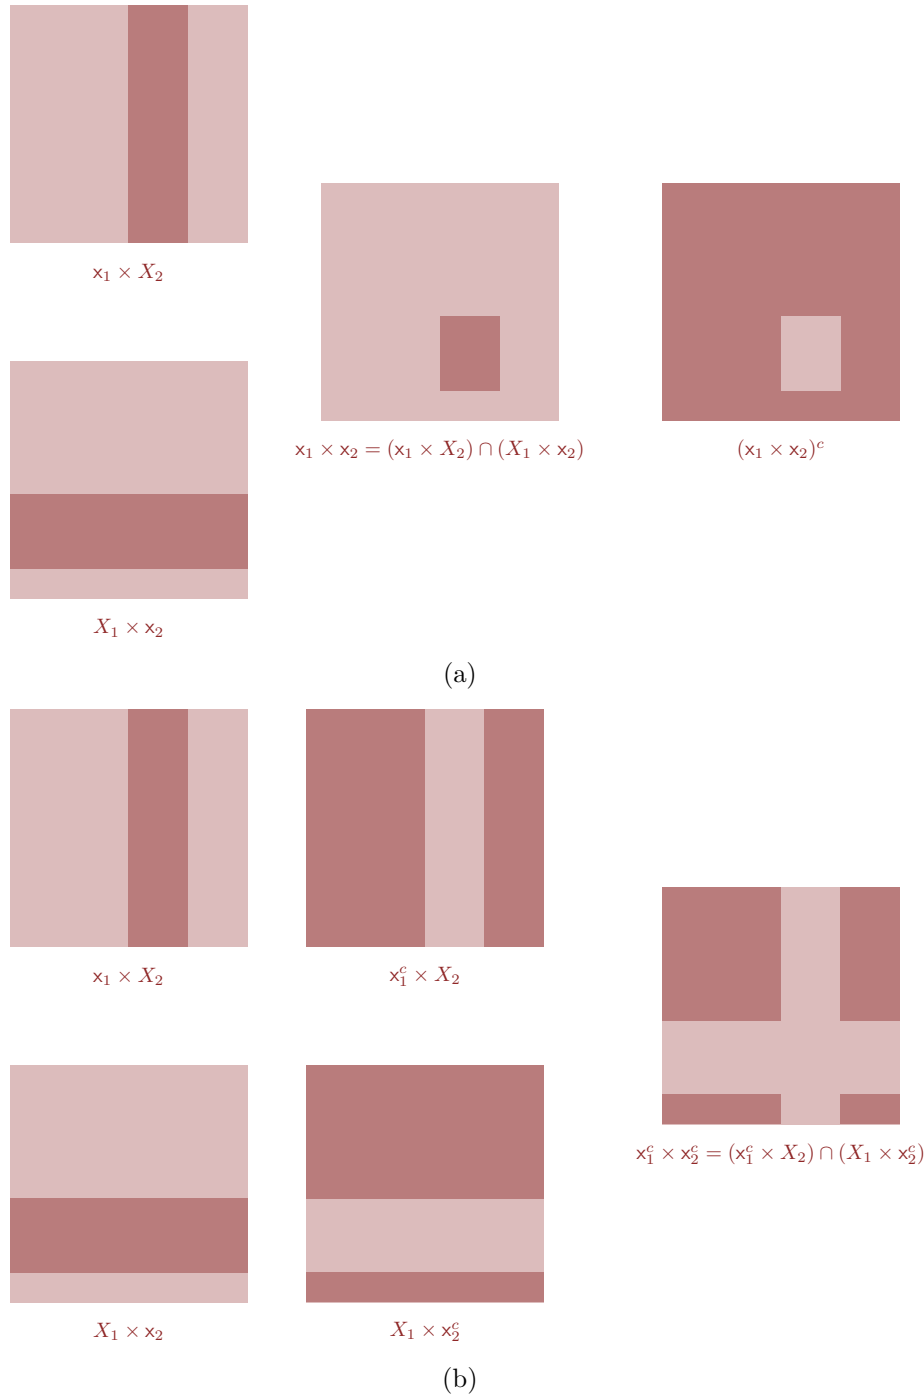 x₁ × X₂
x₁ × x₂ = (x₁ × X₂) ∩ (X₁ × x₂)
(x₁ × x₂)ᶜ
X₁ × x₂
(a)
x₁ × X₂
x₁ᶜ × X₂
x₁ᶜ × x₂ᶜ = (x₁ᶜ × X₂) ∩ (X₁ × x₂ᶜ)
X₁ × x₂
X₁ × x₂ᶜ
(b)